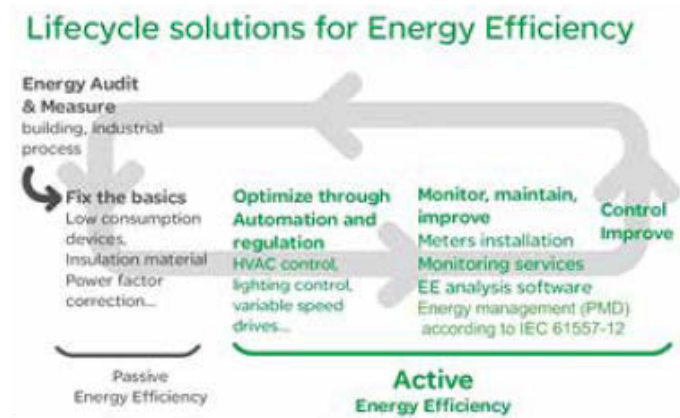 Lifecycle solutions for Energy Efficiency
Energy Audit
& Measure
building, industrial
process
Fix the basics
Low consumption
devices,
Insulation material
Power factor
correction...
Optimize through
Automation and
regulation
HVAC control,
lighting control,
variable speed
drives...
Monitor, maintain,
improve
Meters installation
Monitoring services
EE analysis software
Energy management (PMD)
according to IEC 61557-12
Control
Improve
Passive
Energy Efficiency
Active
Energy Efficiency